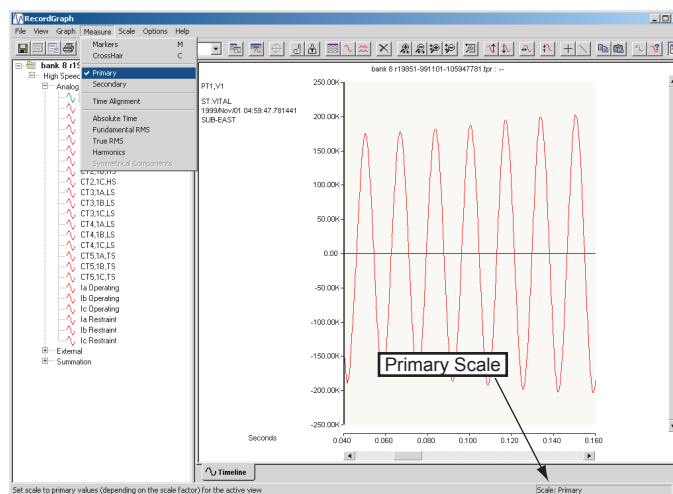 RecordGraph
File View Graph Measure Scale Options Help
Markers M
CrossHair C
Primary
Secondary
Time Alignment
Absolute Time
Fundamental RMS
True RMS
Harmonics
Symmetrical Components
bank 8 r19
High Speed
Analog
CT2,1B,HS
CT2,1C,HS
CT3,1A,LS
CT3,1B,LS
CT3,1C,LS
CT4,1A,LS
CT4,1B,LS
CT4,1C,LS
CT5,1A,TS
CT5,1B,TS
CT5,1C,TS
Ia Operating
Ib Operating
Ic Operating
Ia Restraint
Ib Restraint
Ic Restraint
External
Summation
bank 8 r19851-991101-105947781.fpr : --
PT1,V1
ST.VITAL
1999/Nov/01 04:59:47.781441
SUB-EAST
250.00K
200.00K
150.00K
100.00K
50.00K
0.00
-50.00K
-100.00K
-150.00K
-200.00K
-250.00K
Primary Scale
Seconds
0.040 0.060 0.080 0.100 0.120 0.140 0.160
Timeline
Set scale to primary values (depending on the scale factor) for the active view
Scale: Primary